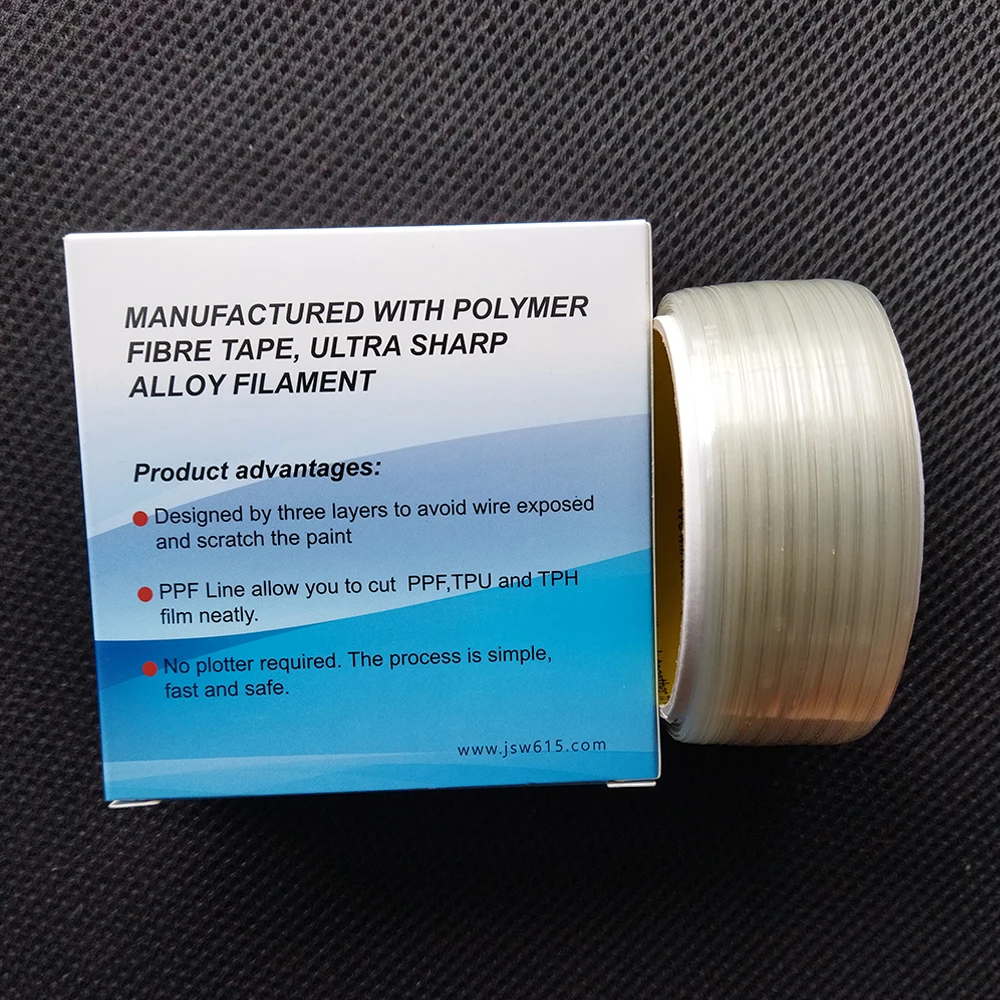 MANUFACTURED WITH POLYMER
FIBRE TAPE, ULTRA SHARP
ALLOY FILAMENT
Product advantages:
Designed by three layers to avoid wire exposed
and scratch the paint
PPF Line allow you to cut PPF,TPU and TPH
film neatly.
No plotter required. The process is simple,
fast and safe.
www.jsw615.com